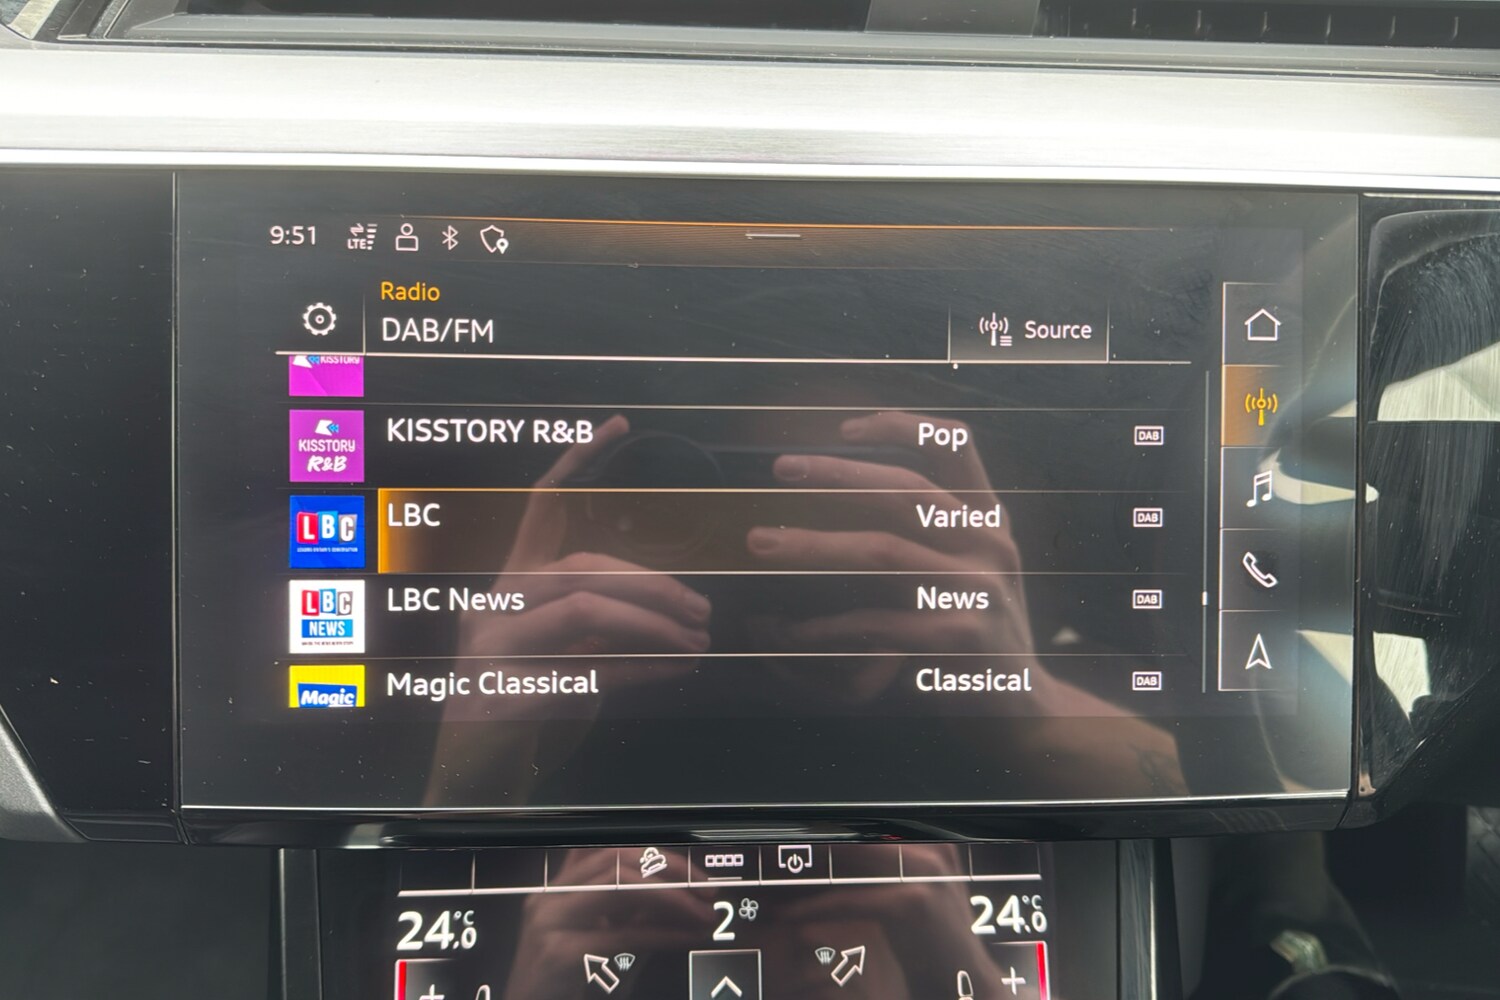 9:51
LTE
Radio
DAB/FM
Source
KISSTORY
KISSTORY R&B
Pop
DAB
KISSTORY
R&B
LBC
Varied
DAB
LBC
LBC News
News
DAB
LBC
NEWS
Magic Classical
Classical
DAB
Magic
24.0°C
2
24.0°C